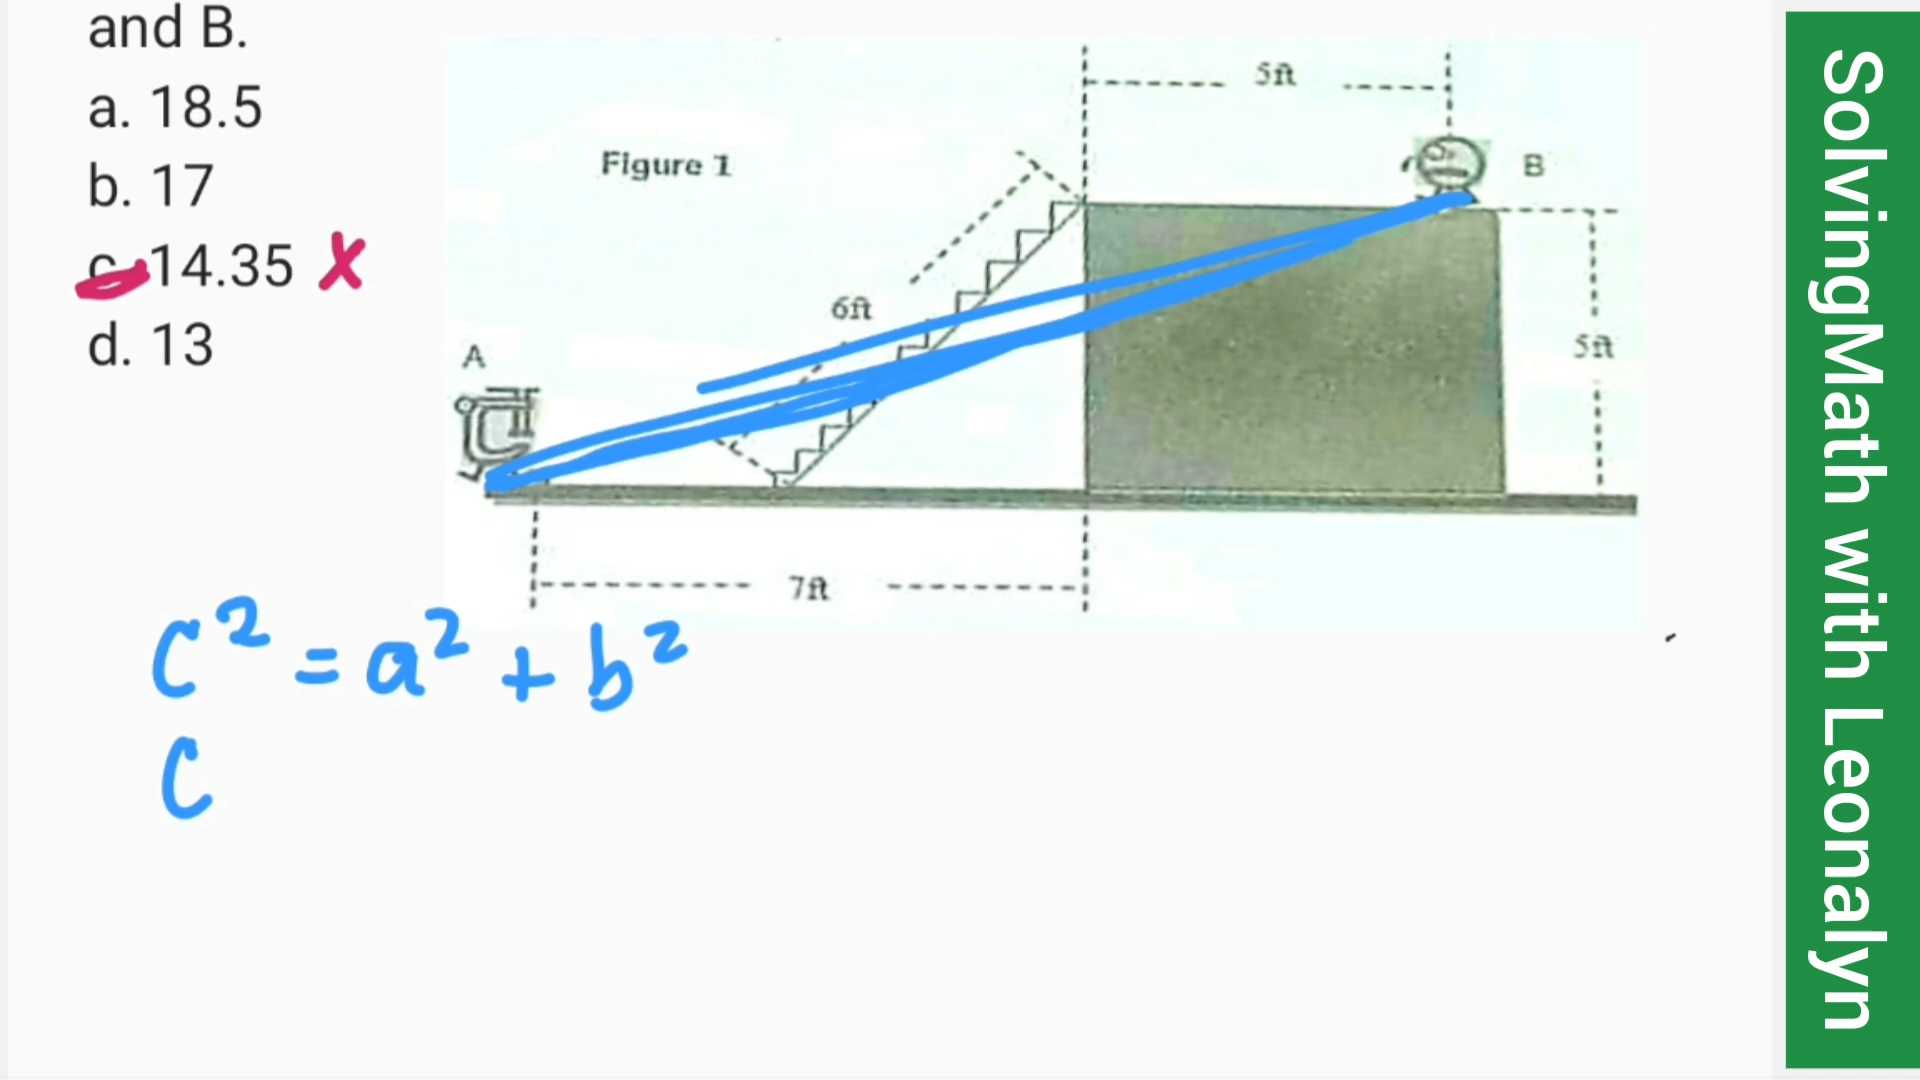 and B.
a. 18.5
b. 17
c. 14.35 X
d. 13
5ft
Figure 1
B
6ft
5ft
A
7ft
C² = a² + b²
C
SolvingMath with Leonalyn